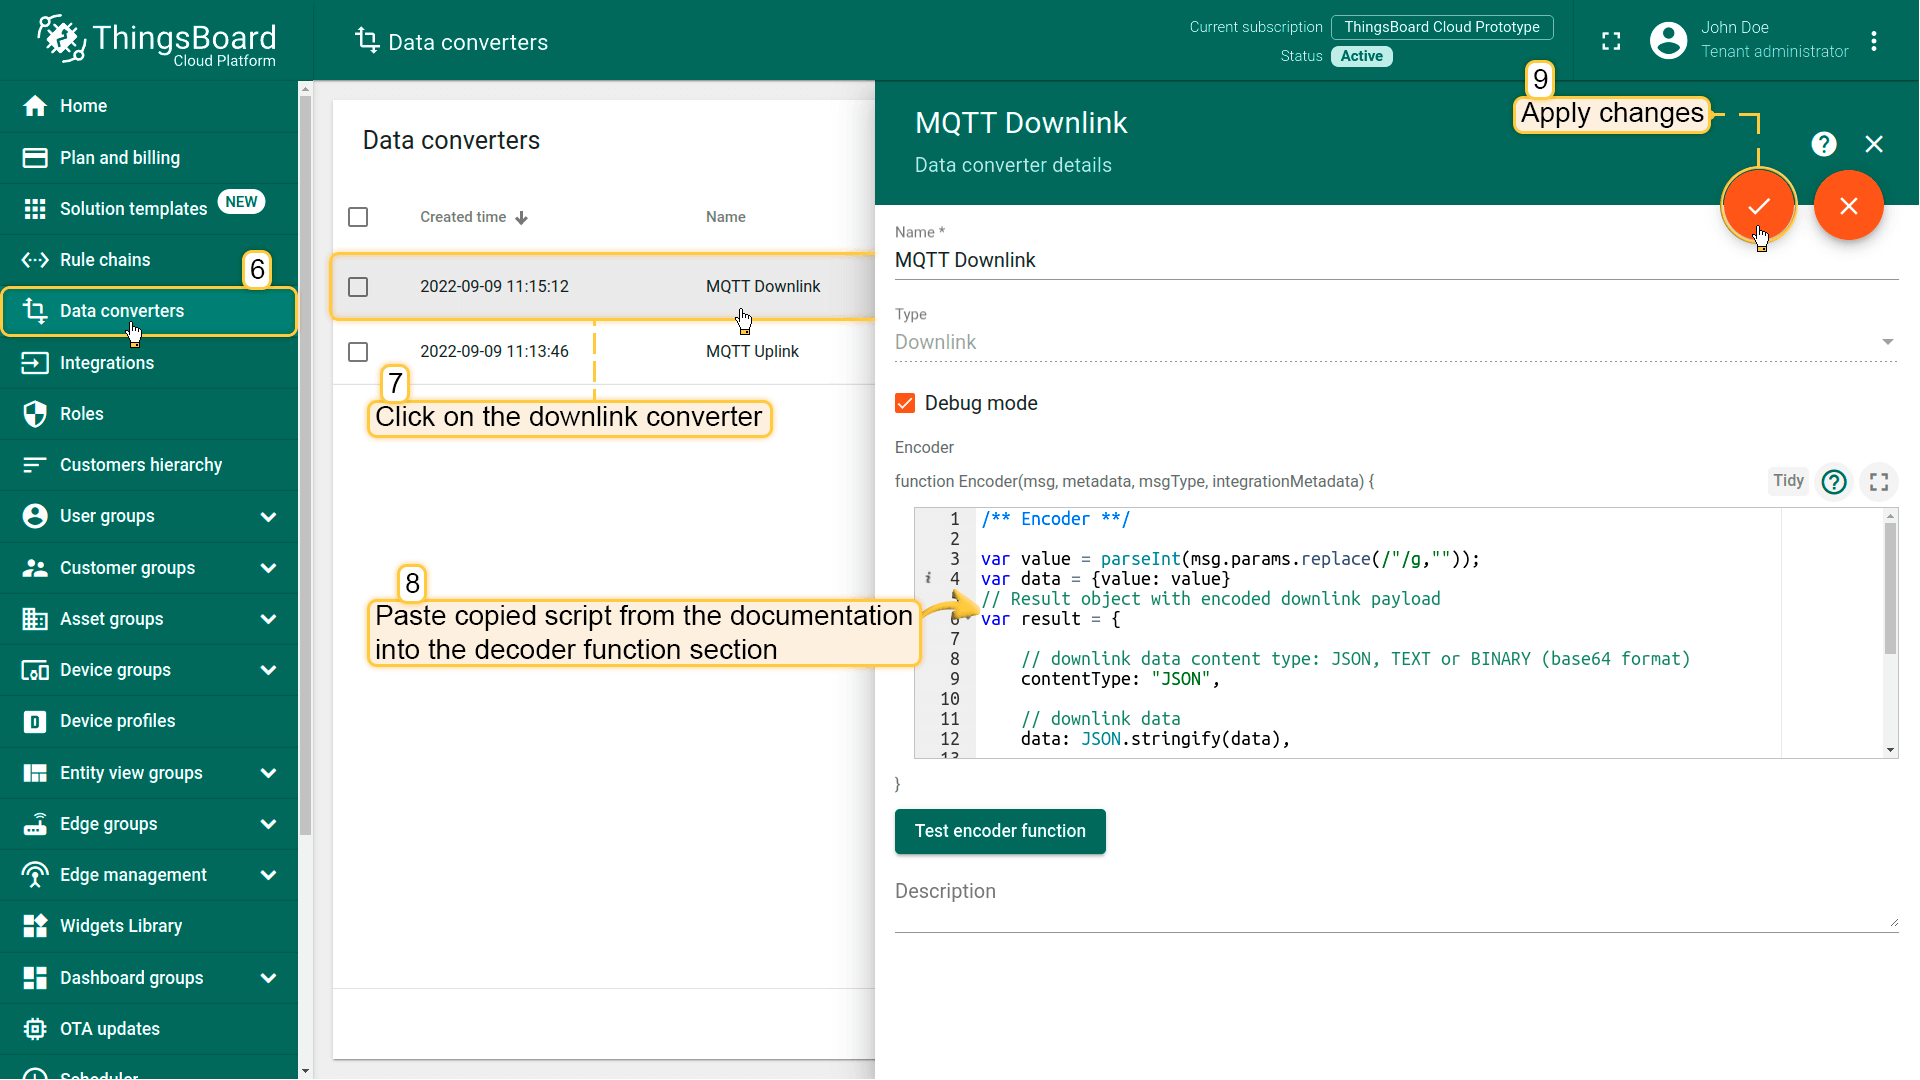 ThingsBoard
Cloud Platform
Data converters
Current subscription
ThingsBoard Cloud Prototype
Status
Active
John Doe
Tenant administrator
Home
Plan and billing
Solution templates
NEW
Rule chains
6
Data converters
Integrations
Roles
Customers hierarchy
User groups
Customer groups
Asset groups
Device groups
Device profiles
Entity view groups
Edge groups
Edge management
Widgets Library
Dashboard groups
OTA updates
Scheduler
Data converters
Created time
Name
2022-09-09 11:15:12
MQTT Downlink
2022-09-09 11:13:46
MQTT Uplink
7
Click on the downlink converter
8
Paste copied script from the documentation
into the decoder function section
MQTT Downlink
Data converter details
9
Apply changes
Name *
MQTT Downlink
Type
Downlink
Debug mode
Encoder
function Encoder(msg, metadata, msgType, integrationMetadata) {
Tidy
1 /** Encoder **/
2
3 var value = parseInt(msg.params.replace(/"/g,""));
i 4 var data = {value: value}
// Result object with encoded downlink payload
6 var result = {
7
8 // downlink data content type: JSON, TEXT or BINARY (base64 format)
9 contentType: "JSON",
10
11 // downlink data
12 data: JSON.stringify(data),
13
}
Test encoder function
Description